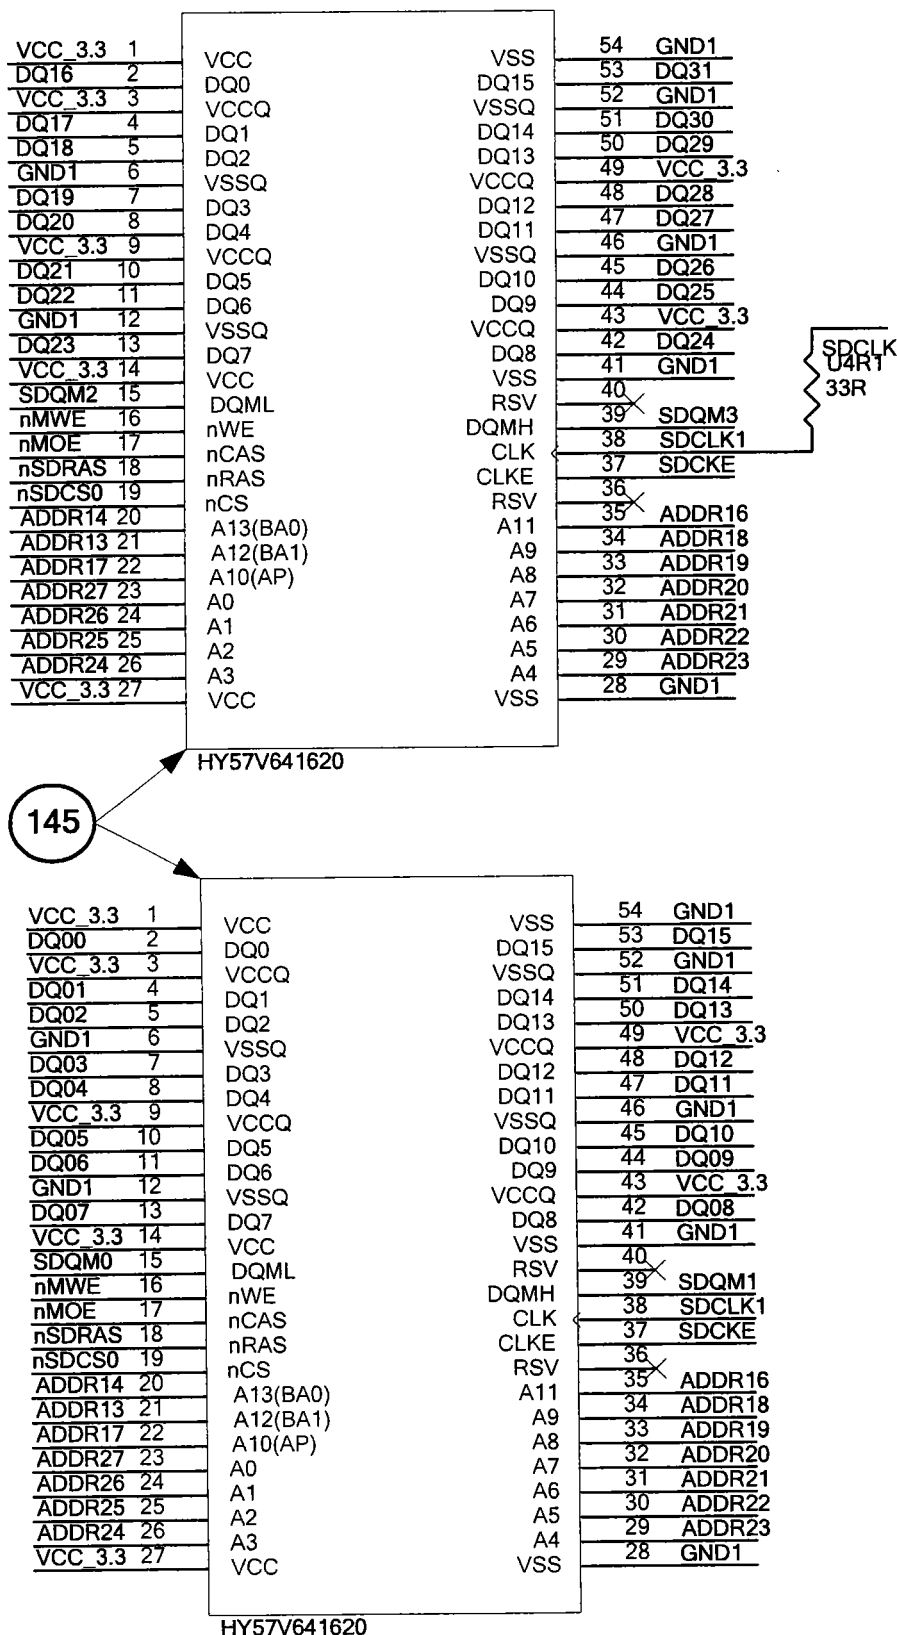 VCC_3.3 1 VCC VSS 54 GND1
DQ16 2 DQ0 DQ15 53 DQ31
VCC_3.3 3 VCCQ VSSQ 52 GND1
DQ17 4 DQ1 DQ14 51 DQ30
DQ18 5 DQ2 DQ13 50 DQ29
GND1 6 VSSQ VCCQ 49 VCC_3.3
DQ19 7 DQ3 DQ12 48 DQ28
DQ20 8 DQ4 DQ11 47 DQ27
VCC_3.3 9 VCCQ VSSQ 46 GND1
DQ21 10 DQ5 DQ10 45 DQ26
DQ22 11 DQ6 DQ9 44 DQ25
GND1 12 VSSQ VCCQ 43 VCC_3.3
DQ23 13 DQ7 DQ8 42 DQ24
VCC_3.3 14 VCC VSS 41 GND1
SDQM2 15 DQML RSV 40
nMWE 16 nWE DQMH 39 SDQM3
nMOE 17 nCAS CLK 38 SDCLK1
nSDRAS 18 nRAS CLKE 37 SDCKE
nSDCS0 19 nCS RSV 36
ADDR14 20 A13(BA0) A11 35 ADDR16
ADDR13 21 A12(BA1) A9 34 ADDR18
ADDR17 22 A10(AP) A8 33 ADDR19
ADDR27 23 A0 A7 32 ADDR20
ADDR26 24 A1 A6 31 ADDR21
ADDR25 25 A2 A5 30 ADDR22
ADDR24 26 A3 A4 29 ADDR23
VCC_3.3 27 VCC VSS 28 GND1
SDCLK
U4R1
33R
HY57V641620
145
VCC_3.3 1 VCC VSS 54 GND1
DQ00 2 DQ0 DQ15 53 DQ15
VCC_3.3 3 VCCQ VSSQ 52 GND1
DQ01 4 DQ1 DQ14 51 DQ14
DQ02 5 DQ2 DQ13 50 DQ13
GND1 6 VSSQ VCCQ 49 VCC_3.3
DQ03 7 DQ3 DQ12 48 DQ12
DQ04 8 DQ4 DQ11 47 DQ11
VCC_3.3 9 VCCQ VSSQ 46 GND1
DQ05 10 DQ5 DQ10 45 DQ10
DQ06 11 DQ6 DQ9 44 DQ09
GND1 12 VSSQ VCCQ 43 VCC_3.3
DQ07 13 DQ7 DQ8 42 DQ08
VCC_3.3 14 VCC VSS 41 GND1
SDQM0 15 DQML RSV 40
nMWE 16 nWE DQMH 39 SDQM1
nMOE 17 nCAS CLK 38 SDCLK1
nSDRAS 18 nRAS CLKE 37 SDCKE
nSDCS0 19 nCS RSV 36
ADDR14 20 A13(BA0) A11 35 ADDR16
ADDR13 21 A12(BA1) A9 34 ADDR18
ADDR17 22 A10(AP) A8 33 ADDR19
ADDR27 23 A0 A7 32 ADDR20
ADDR26 24 A1 A6 31 ADDR21
ADDR25 25 A2 A5 30 ADDR22
ADDR24 26 A3 A4 29 ADDR23
VCC_3.3 27 VCC VSS 28 GND1
HY57V641620